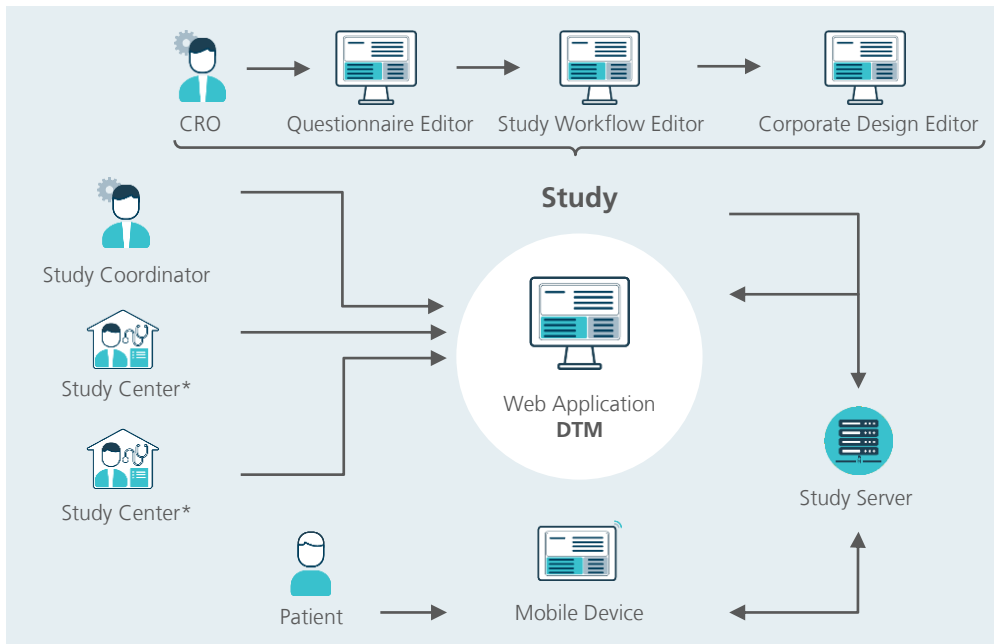 CRO
Questionnaire Editor
Study Workflow Editor
Corporate Design Editor
Study
Study Coordinator
Study Center*
Web Application
DTM
Study Center*
Study Server
Patient
Mobile Device